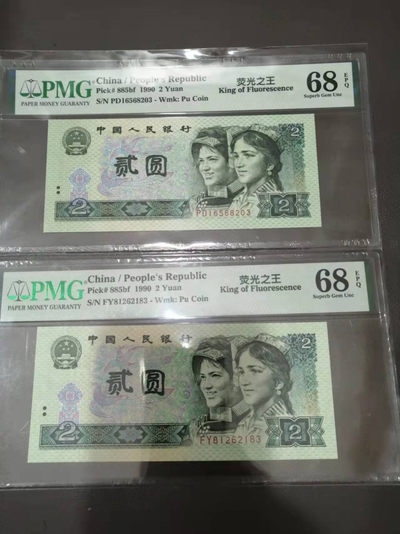 PMG
PAPER MONEY GUARANTY
China / People's Republic
Pick# 885bf 1990 2 Yuan
S/N PD16568203 - Wmk: Pu Coin
荧光之王
King of Fluorescence
68 EPQ
Superb Gem Unc
中国人民银行
贰圆
2
2
2
PD16568203
PMG
PAPER MONEY GUARANTY
China / People's Republic
Pick# 885bf 1990 2 Yuan
S/N FY81262183 - Wmk: Pu Coin
荧光之王
King of Fluorescence
68 EPQ
Superb Gem Unc
中国人民银行
贰圆
2
2
2
FY81262183